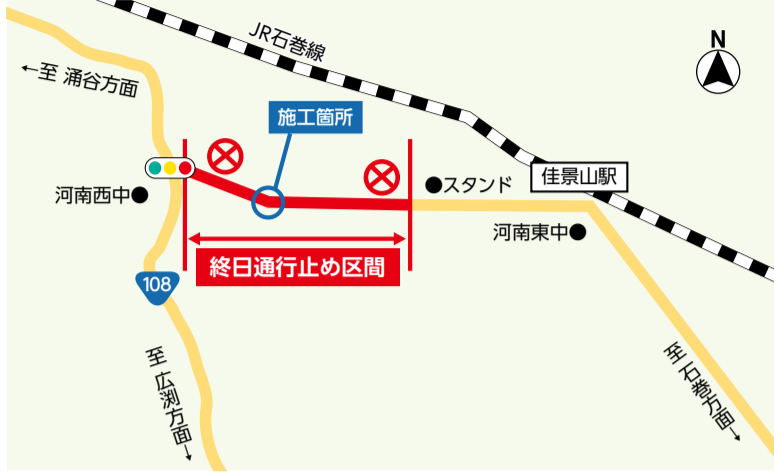 JR石巻線
N
←至 涌谷方面
施工箇所
佳景山駅
●スタンド
河南西中●
河南東中●
終日通行止め区間
108
至 広渕方面→
至 石巻方面→